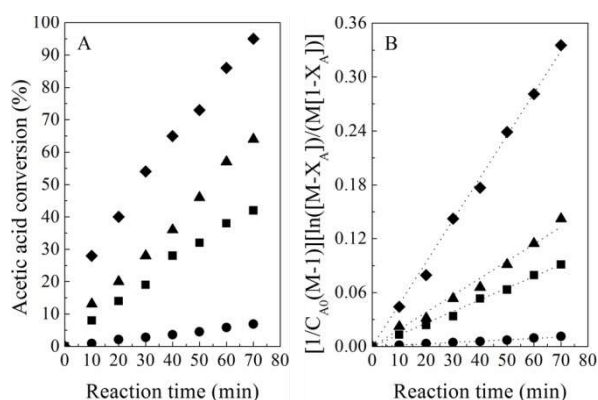 A
Acetic acid conversion (%)
100
90
80
70
60
50
40
30
20
10
0
0 10 20 30 40 50 60 70 80
Reaction time (min)
B
[1/C_A0(M-1)][ln([M-X_A])/(M[1-X_A])]
0.36
0.30
0.24
0.18
0.12
0.06
0.00
0 10 20 30 40 50 60 70 80
Reaction time (min)